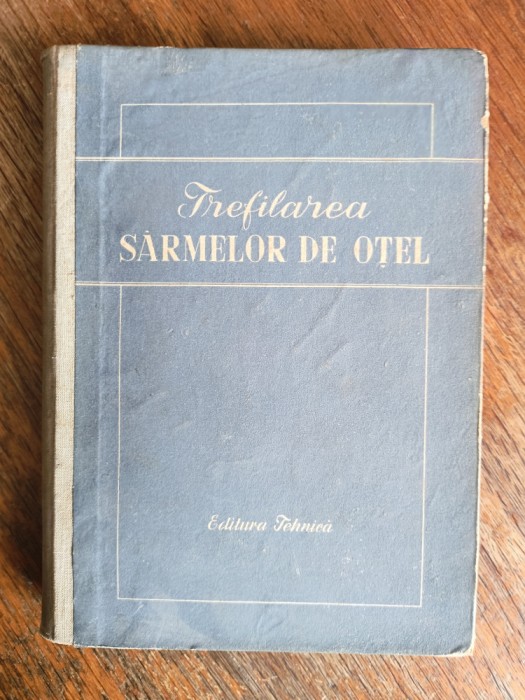 Trefilarea
SÂRMELOR DE OȚEL
Editura Tehnică